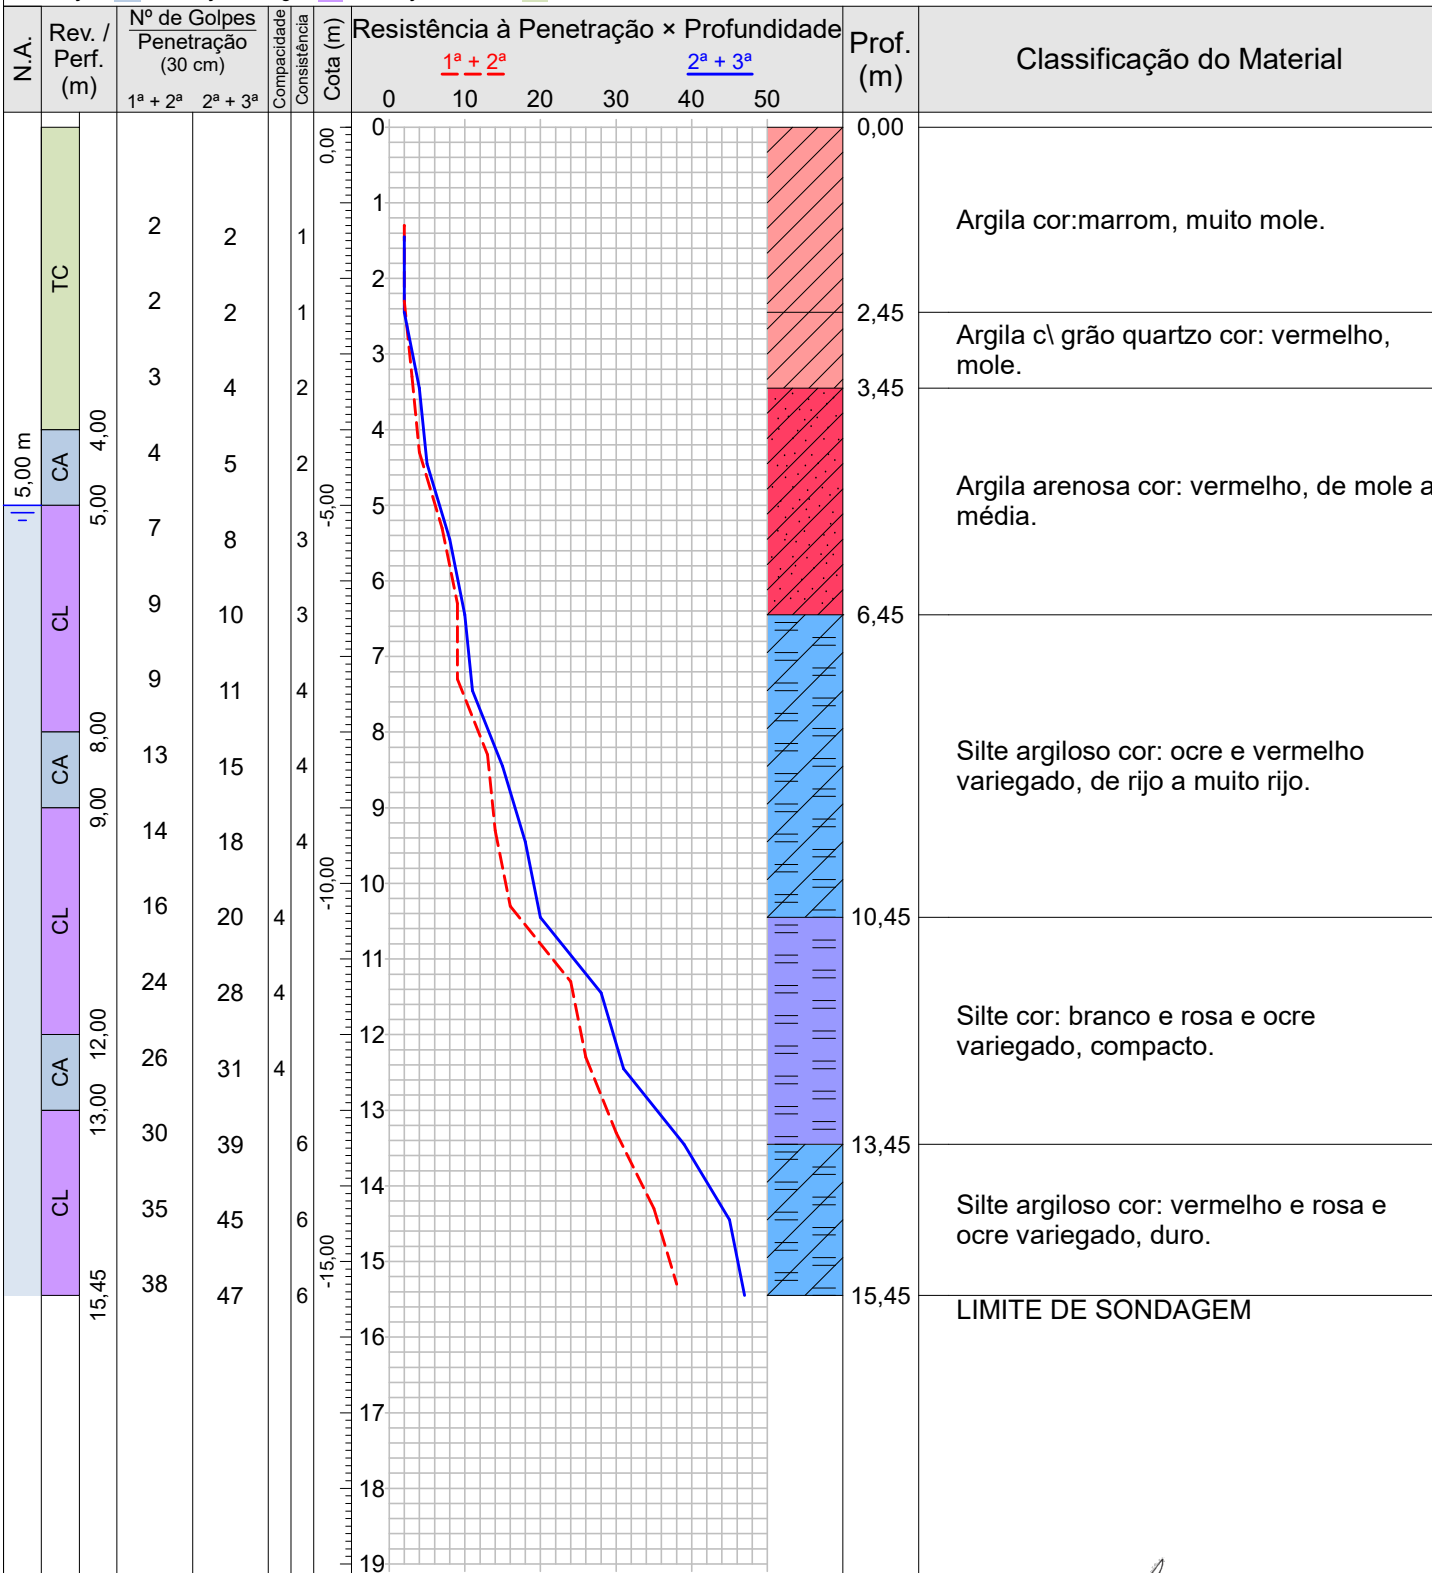 N.A.
Rev. /
Perf.
(m)
Nº de Golpes
Penetração
(30 cm)
1ª + 2ª
2ª + 3ª
Compacidade
Consistência
Cota (m)
Resistência à Penetração × Profundidade
1ª + 2ª
2ª + 3ª
0 10 20 30 40 50
Prof.
(m)
Classificação do Material
5,00 m
TC
4,00
CA
5,00
CL
8,00
CA
9,00
CL
12,00
CA
13,00
CL
15,45
2 2 1
2 2 1
3 4 2
4 5 2
7 8 3
9 10 3
9 11 4
13 15 4
14 18 4
16 20 4
24 28 4
26 31 4
30 39 6
35 45 6
38 47 6
0,00
-5,00
-10,00
-15,00
0
1
2
3
4
5
6
7
8
9
10
11
12
13
14
15
16
17
18
19
0,00
Argila cor:marrom, muito mole.
2,45
Argila c\ grão quartzo cor: vermelho,
mole.
3,45
Argila arenosa cor: vermelho, de mole a
média.
6,45
Silte argiloso cor: ocre e vermelho
variegado, de rijo a muito rijo.
10,45
Silte cor: branco e rosa e ocre
variegado, compacto.
13,45
Silte argiloso cor: vermelho e rosa e
ocre variegado, duro.
15,45
LIMITE DE SONDAGEM